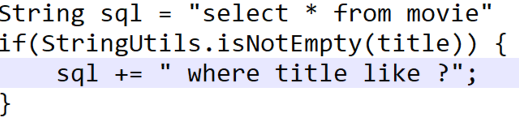 String sql = "select * from movie"
if(StringUtils.isNotEmpty(title)) {
    sql += " where title like ?";
}